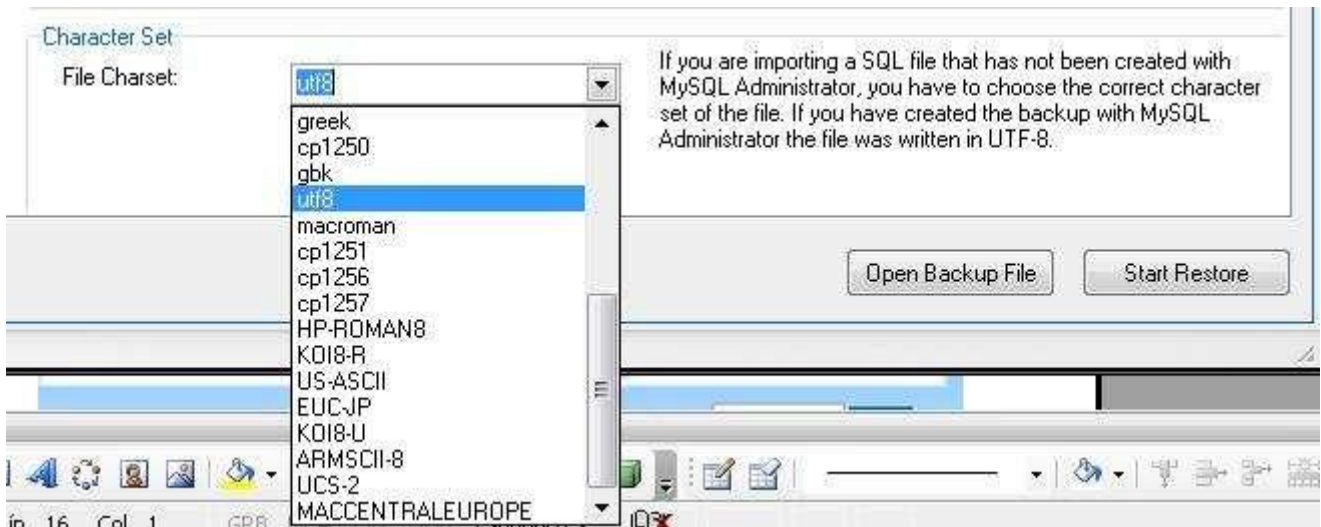 Character Set
File Charset:
utf8
If you are importing a SQL file that has not been created with
MySQL Administrator, you have to choose the correct character
set of the file. If you have created the backup with MySQL
Administrator the file was written in UTF-8.
greek
cp1250
gbk
utf8
macroman
cp1251
cp1256
cp1257
HP-ROMAN8
KOI8-R
US-ASCII
EUC-JP
KOI8-U
ARMSCII-8
UCS-2
MACCENTRALEUROPE
Open Backup File
Start Restore
16 Col. 1 GRB